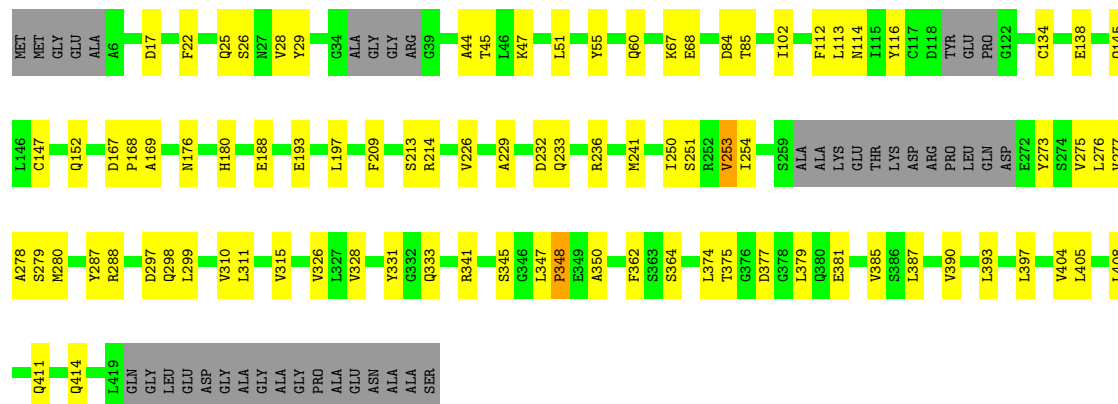 MET MET GLY GLU ALA A6 D17 F22 Q25 S26 N27 V28 Y29 G34 ALA GLY GLY ARG G39 A44 T45 L46 K47 L51 Y55 Q60 K67 E68 D84 T85 I102 F112 L113 N114 I115 Y116 C117 D118 TYR GLU PRO G122 C134 E138
L146 C147 Q152 D167 P168 A169 N176 H180 E188 E193 L197 F209 S213 R214 V226 A229 D232 Q233 R236 M241 I250 S251 R252 V253 I254 S259 ALA ALA LYS GLU THR LYS ASP ARG PRO LEU GLN ASP E272 Y273 S274 V275 L276
A278 S279 M280 Y287 R288 D297 Q298 L299 V310 L311 V315 V326 L327 V328 Y331 G332 Q333 R341 S345 G346 L347 P348 E349 A350 F362 S363 S364 L374 T375 G376 D377 G378 L379 Q380 E381 V385 S386 L387 V390 L393 L397 V404 L405 L408
Q411 Q414 L419 GLN GLY LEU GLU ASP GLY ALA GLY ALA GLY PRO ALA GLU ASN ALA ALA SER